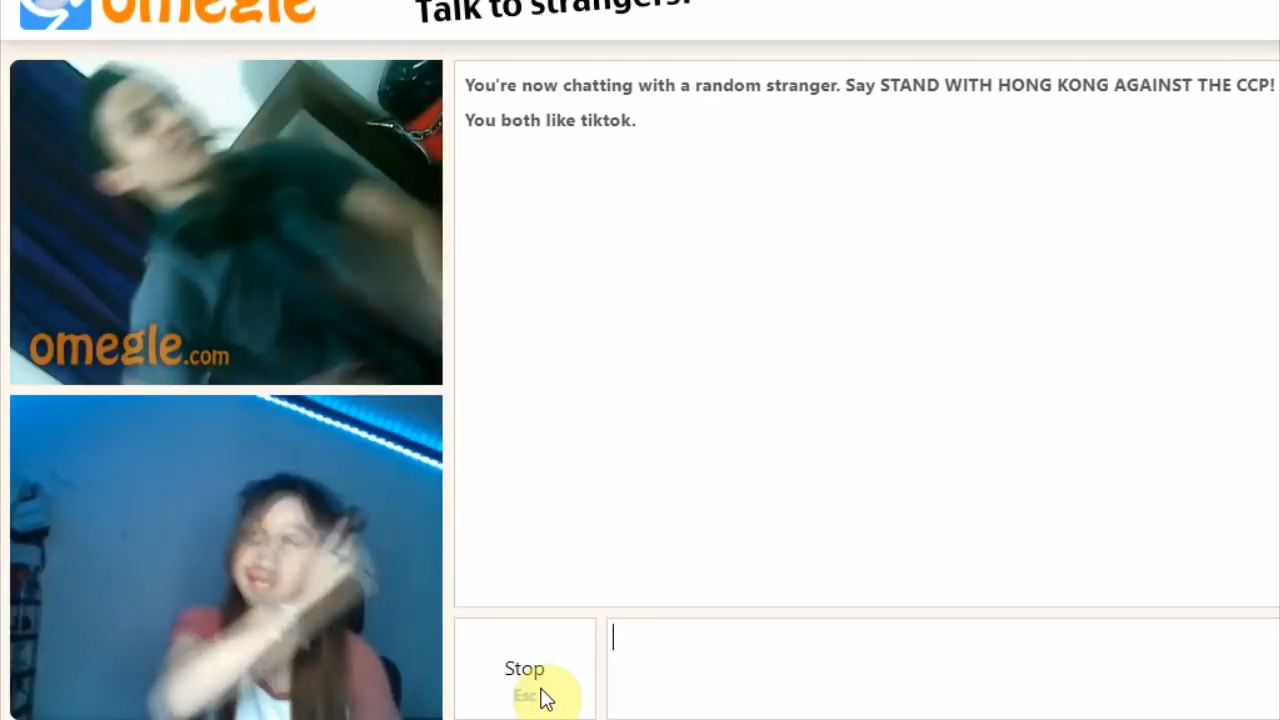 omegle
Talk to strangers!
You're now chatting with a random stranger. Say STAND WITH HONG KONG AGAINST THE CCP!
You both like tiktok.
omegle.com
Stop
Esc